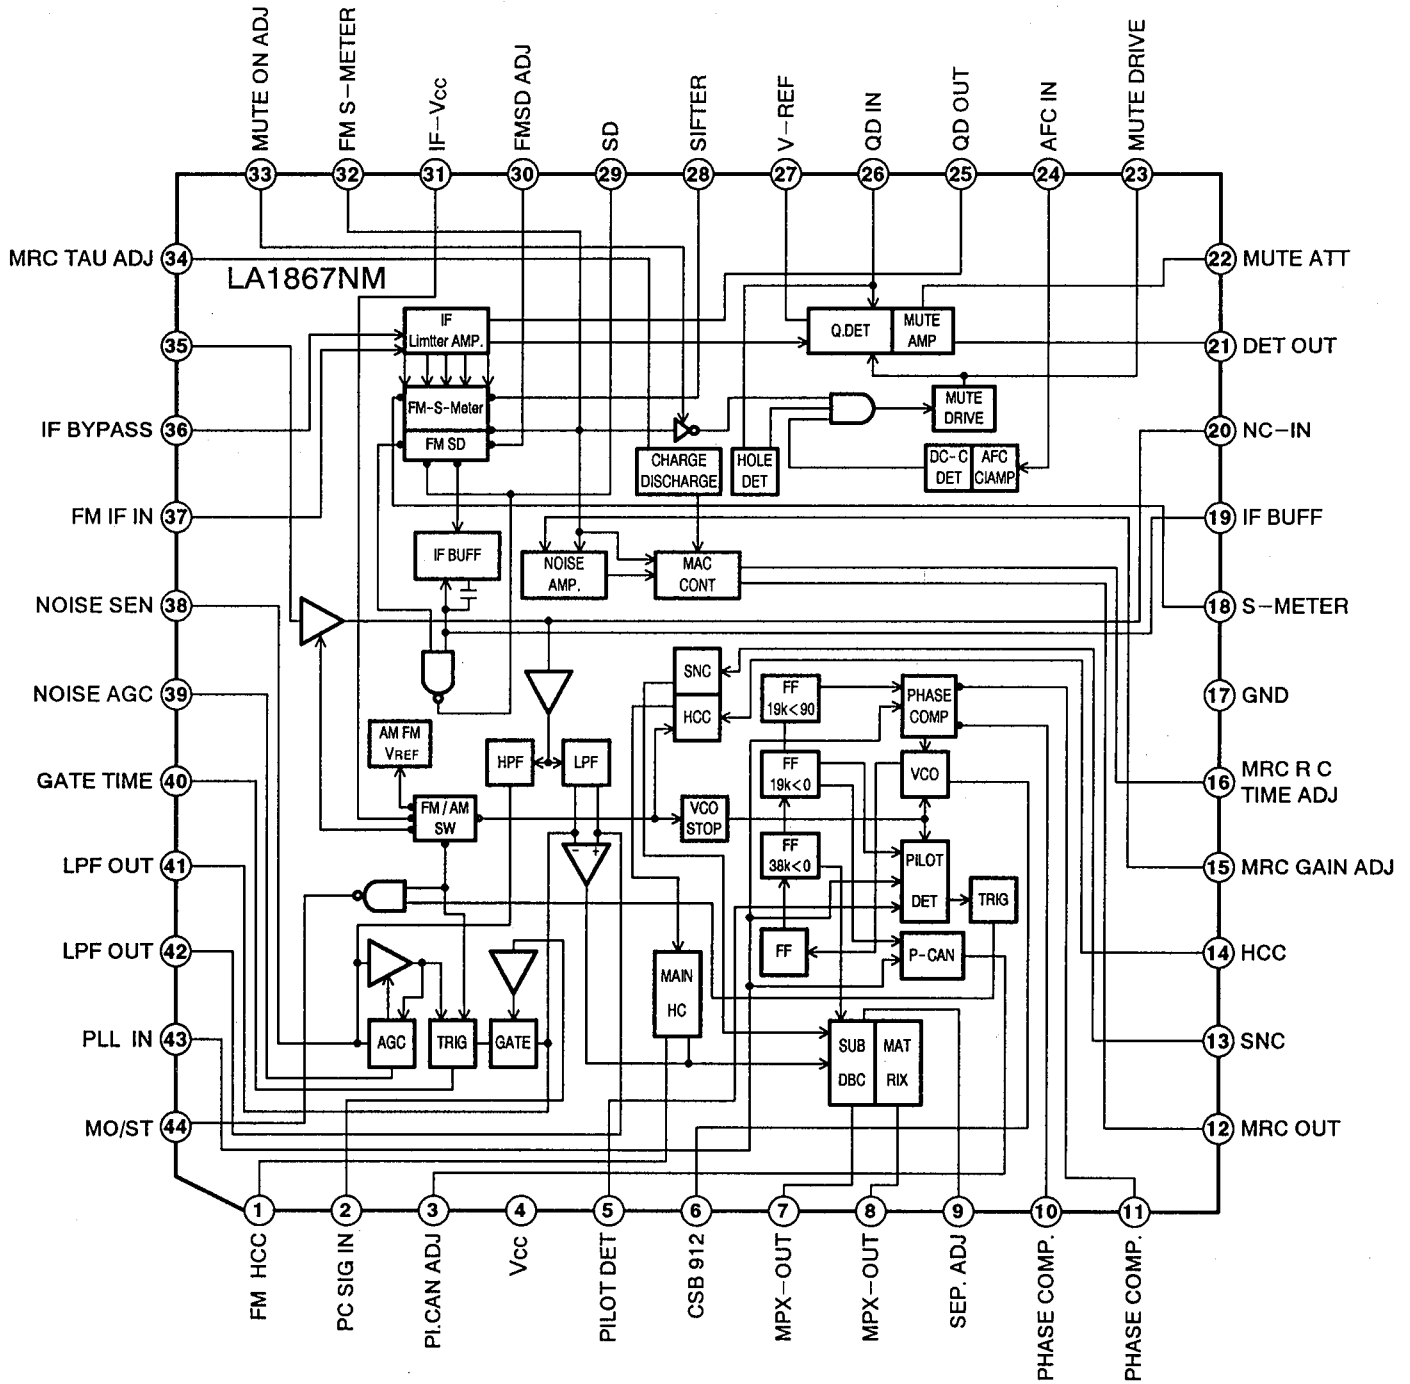 MUTE ON ADJ
FM S-METER
IF-Vcc
FMSD ADJ
SD
SIFTER
V-REF
QD IN
QD OUT
AFC IN
MUTE DRIVE
33
32
31
30
29
28
27
26
25
24
23
MRC TAU ADJ 34
35
IF BYPASS 36
FM IF IN 37
NOISE SEN 38
NOISE AGC 39
GATE TIME 40
LPF OUT 41
LPF OUT 42
PLL IN 43
MO/ST 44
LA1867NM
IF
Limtter AMP.
FM-S-Meter
FM SD
Q.DET
MUTE
AMP
MUTE
DRIVE
CHARGE
DISCHARGE
HOLE
DET
DC-C
DET
AFC
CIAMP
IF BUFF
NOISE
AMP.
MAC
CONT
SNC
HCC
FF
19k<90
PHASE
COMP
AM FM
VREF
HPF
LPF
FF
19k<0
VCO
FM/AM
SW
VCO
STOP
- +
FF
38k<0
PILOT
DET
TRIG
FF
P-CAN
MAIN
HC
AGC
TRIG
GATE
SUB
DBC
MAT
RIX
22 MUTE ATT
21 DET OUT
20 NC-IN
19 IF BUFF
18 S-METER
17 GND
16 MRC R C
TIME ADJ
15 MRC GAIN ADJ
14 HCC
13 SNC
12 MRC OUT
1
2
3
4
5
6
7
8
9
10
11
FM HCC
PC SIG IN
PI.CAN ADJ
Vcc
PILOT DET
CSB 912
MPX-OUT
MPX-OUT
SEP. ADJ
PHASE COMP.
PHASE COMP.